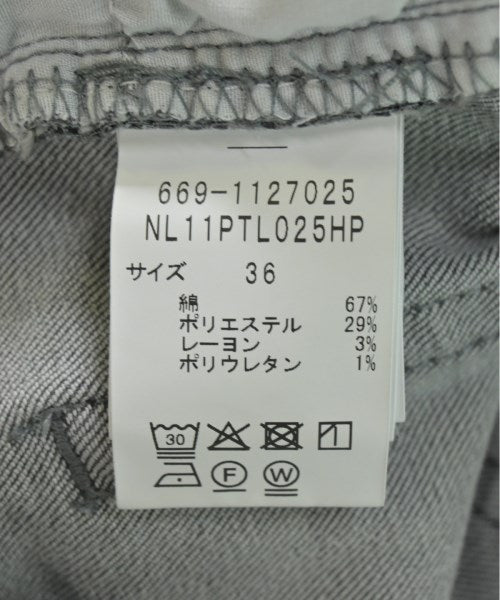 669-1127025
NL11PTL025HP
サイズ 36
綿 67%
ポリエステル 29%
レーヨン 3%
ポリウレタン 1%
30
F W